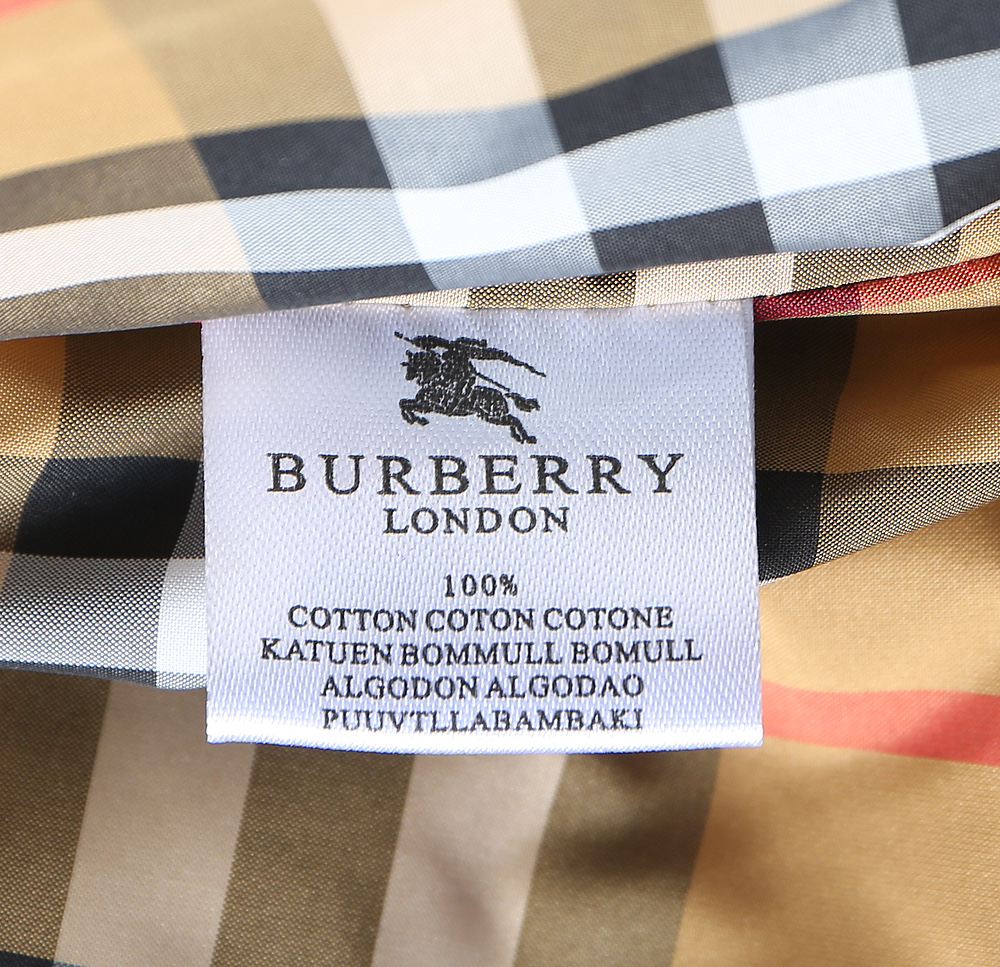 BURBERRY
LONDON
100%
COTTON COTON COTONE
KATUEN BOMMULL BOMULL
ALGODON ALGODAO
PUUVTLLABAMBAKI